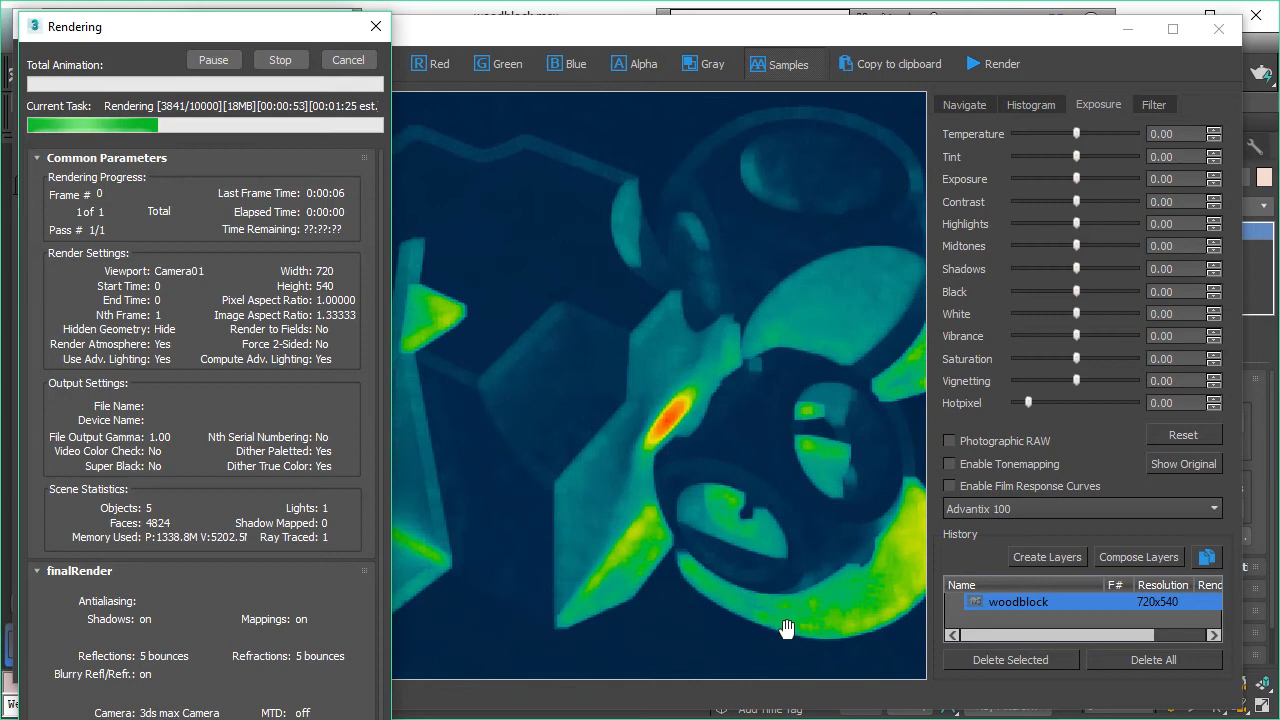 Rendering
Total Animation:
Pause
Stop
Cancel
Current Task:
Rendering [3841/10000][18MB][00:00:53][00:01:25 est.
Common Parameters
Rendering Progress:
Frame # 0
Last Frame Time: 0:00:06
1 of 1
Total
Elapsed Time: 0:00:00
Pass # 1/1
Time Remaining: ??:??:??
Render Settings:
Viewport: Camera01
Width: 720
Start Time: 0
Height: 540
End Time: 0
Pixel Aspect Ratio: 1.00000
Nth Frame: 1
Image Aspect Ratio: 1.33333
Hidden Geometry: Hide
Render to Fields: No
Render Atmosphere: Yes
Force 2-Sided: No
Use Adv. Lighting: Yes
Compute Adv. Lighting: Yes
Output Settings:
File Name:
Device Name:
File Output Gamma: 1.00
Nth Serial Numbering: No
Video Color Check: No
Dither Paletted: Yes
Super Black: No
Dither True Color: Yes
Scene Statistics:
Objects: 5
Lights: 1
Faces: 4824
Shadow Mapped: 0
Memory Used: P:1338.8M V:5202.5M
Ray Traced: 1
finalRender
Antialiasing:
Shadows: on
Mappings: on
Reflections: 5 bounces
Refractions: 5 bounces
Blurry Refl/Refr.: on
Camera: 3ds max Camera
MTD: off
Red
Green
Blue
Alpha
Gray
Samples
Copy to clipboard
Render
Navigate
Histogram
Exposure
Filter
Temperature 0.00
Tint 0.00
Exposure 0.00
Contrast 0.00
Highlights 0.00
Midtones 0.00
Shadows 0.00
Black 0.00
White 0.00
Vibrance 0.00
Saturation 0.00
Vignetting 0.00
Hotpixel 0.00
Photographic RAW
Reset
Enable Tonemapping
Show Original
Enable Film Response Curves
Advantix 100
History
Create Layers
Compose Layers
Name
F#
Resolution
Rend
woodblock
720x540
Delete Selected
Delete All
Add Time Tag